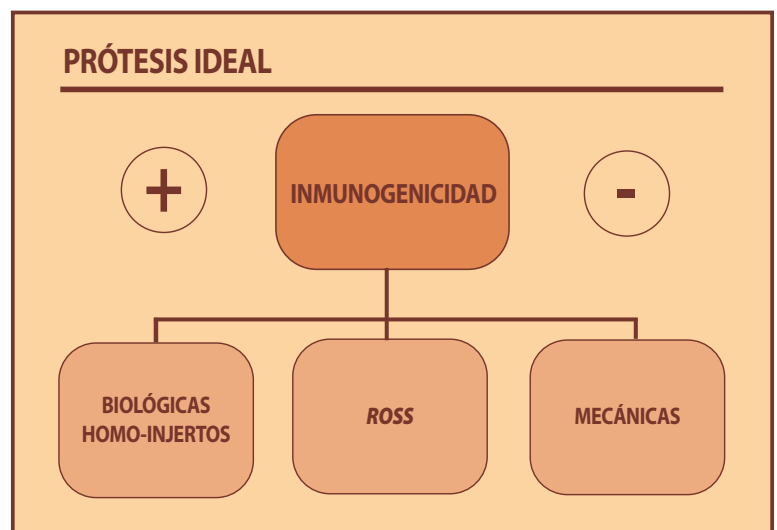 PRÓTESIS IDEAL
+
INMUNOGENICIDAD
-
BIOLÓGICAS
HOMO-INJERTOS
ROSS
MECÁNICAS